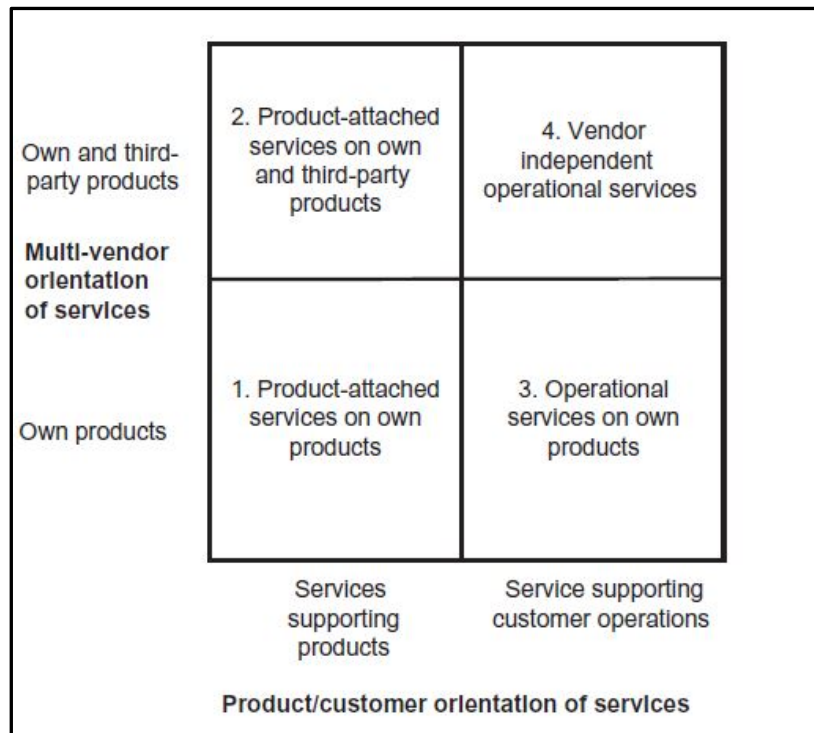 2. Product-attached
services on own
and third-party
products
4. Vendor
independent
operational services
Own and third-
party products
Multi-vendor
orientation
of services
1. Product-attached
services on own
products
3. Operational
services on own
products
Own products
Services
supporting
products
Service supporting
customer operations
Product/customer orientation of services